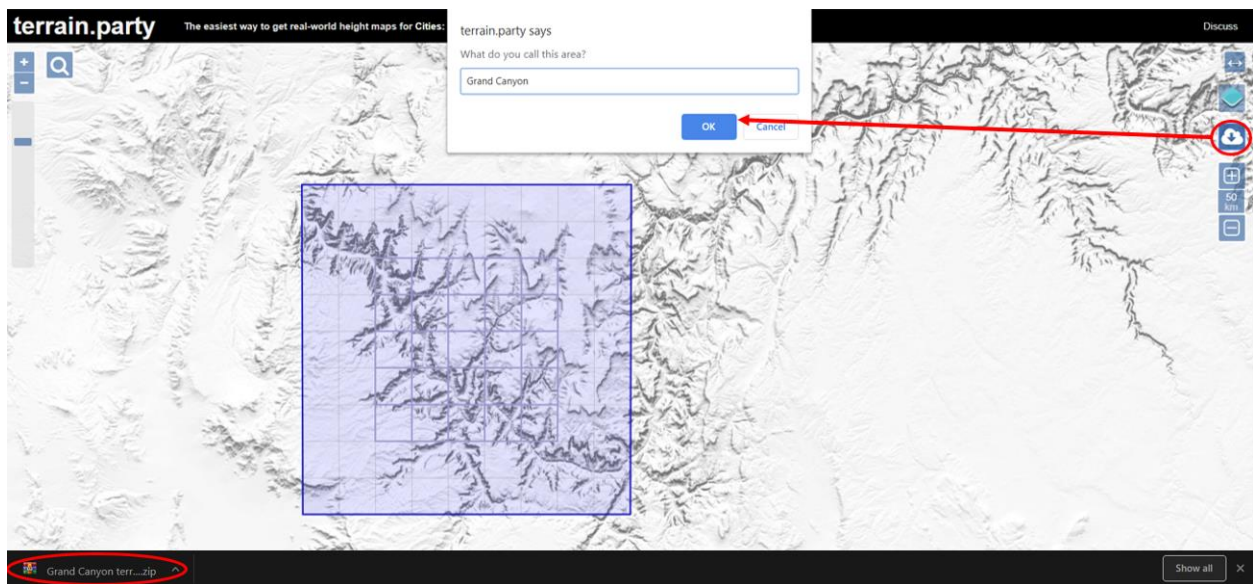 terrain.party
The easiest way to get real-world height maps for Cities:
Discuss
terrain.party says
What do you call this area?
Grand Canyon
OK
Cancel
+
−
50
km
Grand Canyon terr....zip
Show all